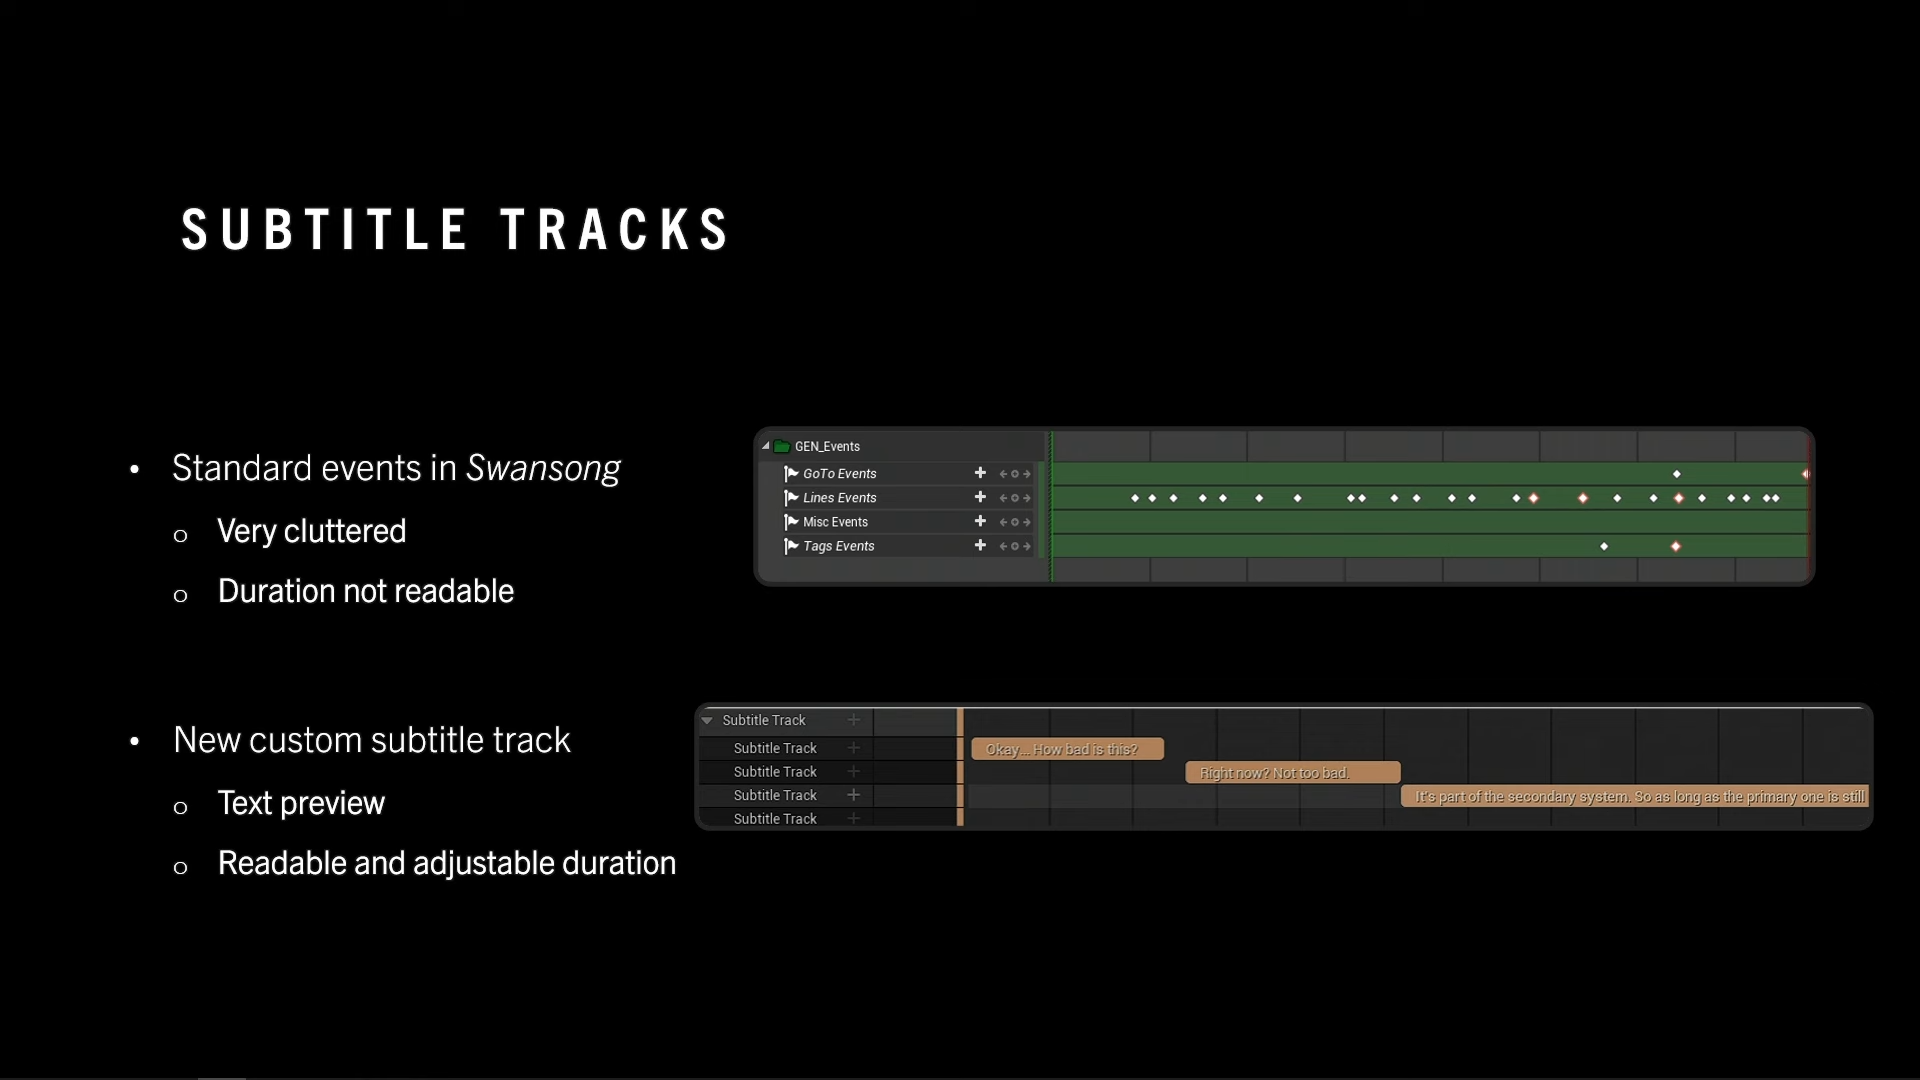 SUBTITLE TRACKS
• Standard events in Swansong
o Very cluttered
o Duration not readable
GEN_Events
GoTo Events
Lines Events
Misc Events
Tags Events
• New custom subtitle track
o Text preview
o Readable and adjustable duration
Subtitle Track
Subtitle Track Okay... How bad is this?
Subtitle Track Right now? Not too bad.
Subtitle Track It's part of the secondary system. So as long as the primary one is still
Subtitle Track